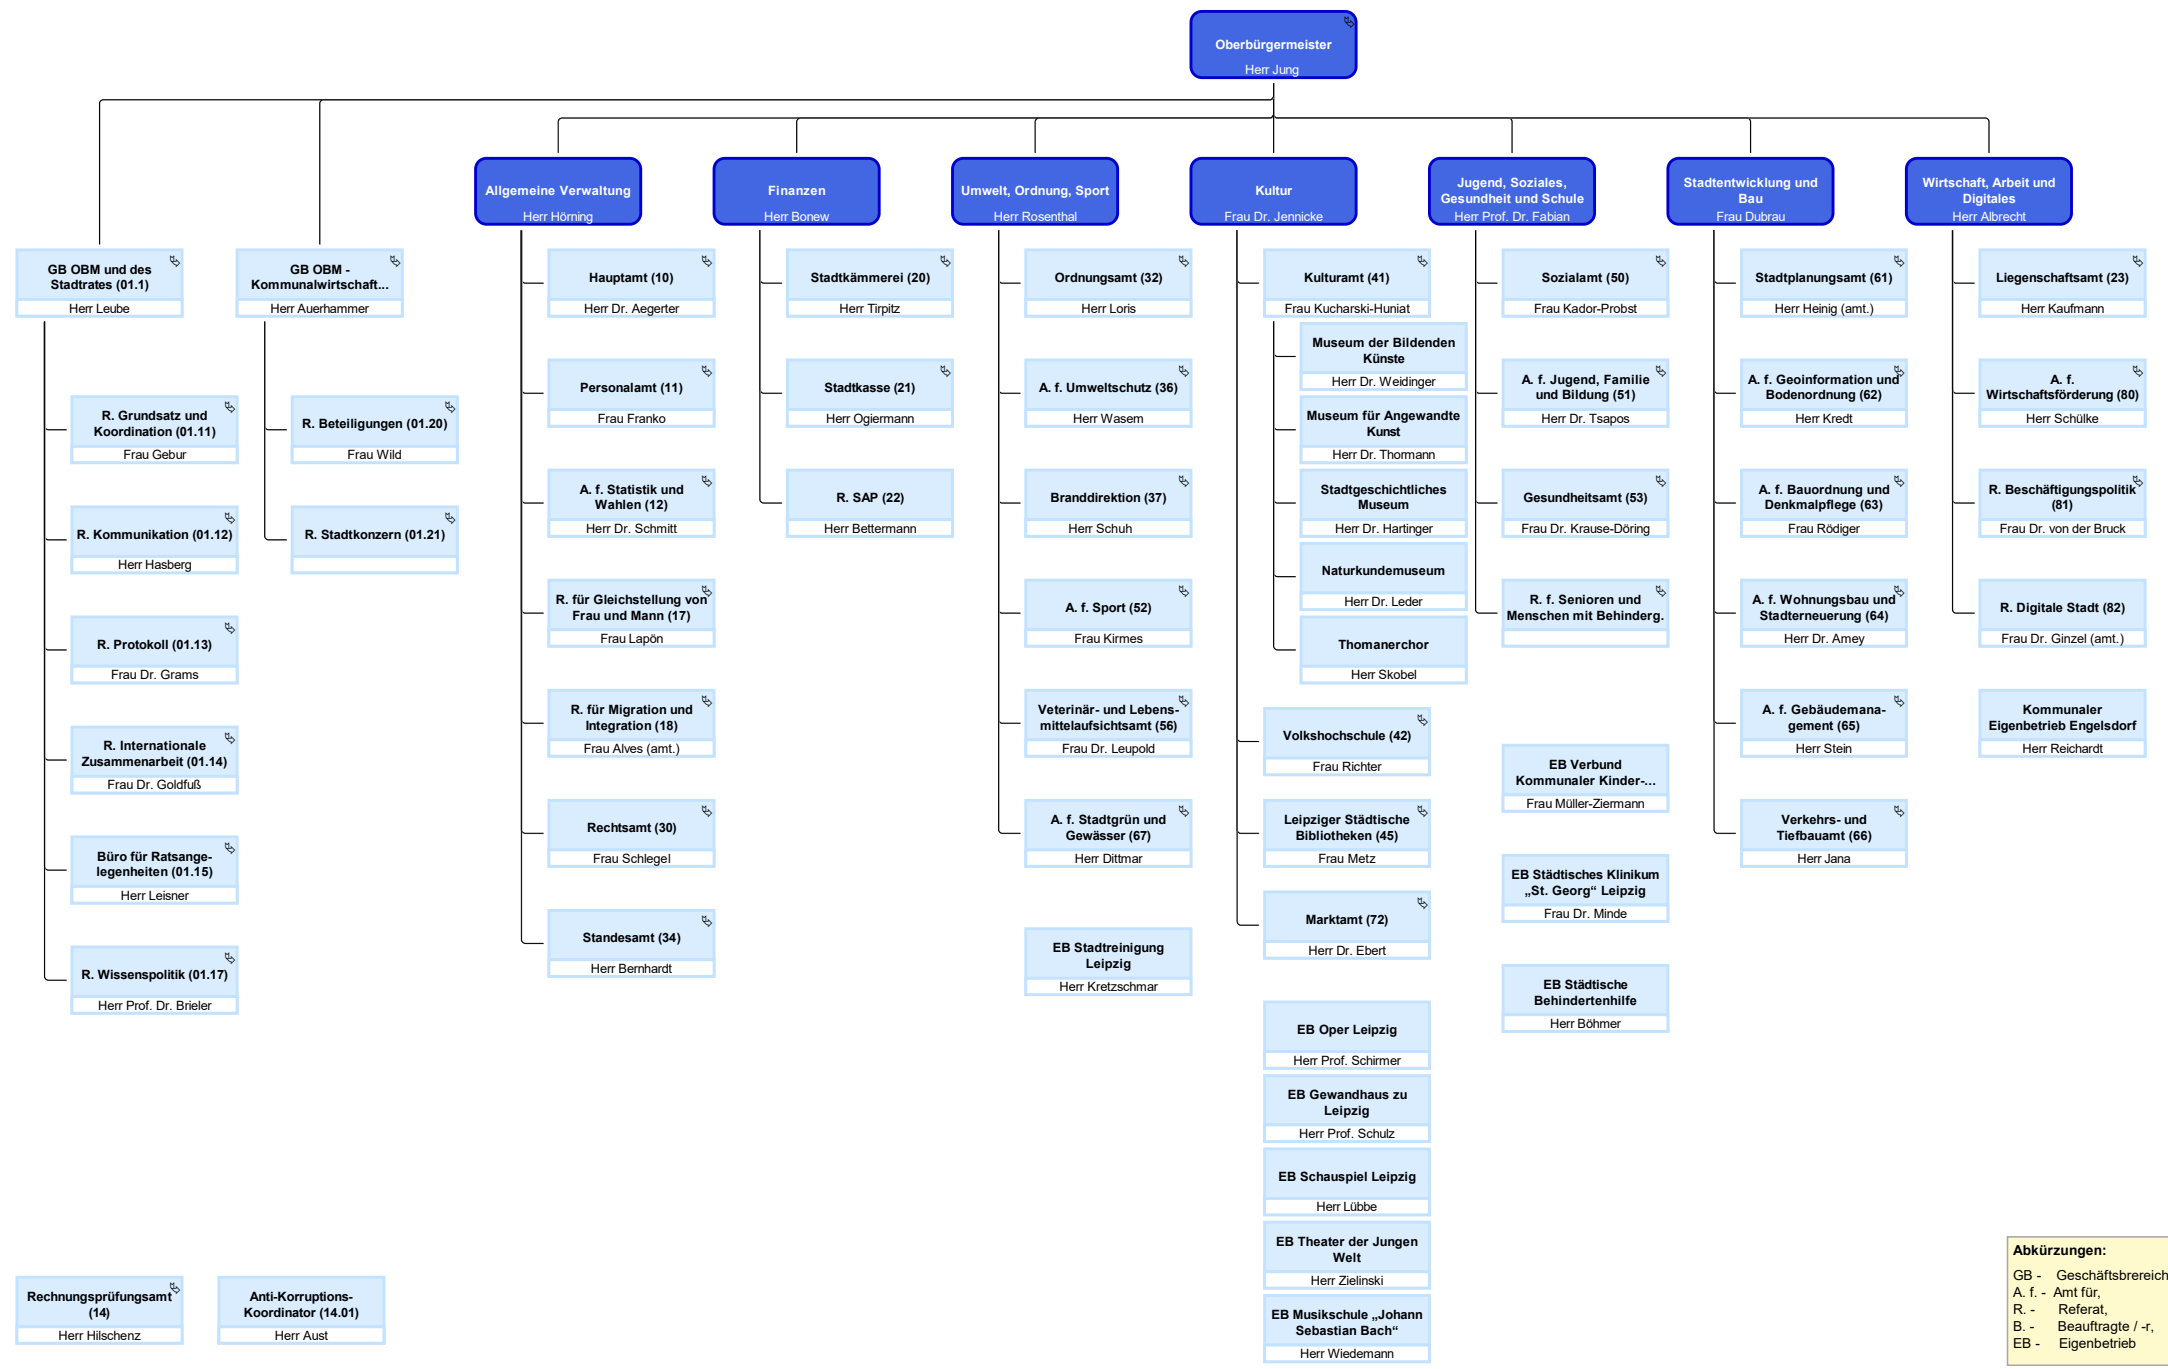 Oberbürgermeister
Herr Jung
Allgemeine Verwaltung
Herr Hörning
Finanzen
Herr Bonew
Umwelt, Ordnung, Sport
Herr Rosenthal
Kultur
Frau Dr. Jennicke
Jugend, Soziales,
Gesundheit und Schule
Herr Prof. Dr. Fabian
Stadtentwicklung und
Bau
Frau Dubrau
Wirtschaft, Arbeit und
Digitales
Herr Albrecht
GB OBM und des
Stadtrates (01.1)
Herr Leube
R. Grundsatz und
Koordination (01.11)
Frau Gebur
R. Kommunikation (01.12)
Herr Hasberg
R. Protokoll (01.13)
Frau Dr. Grams
R. Internationale
Zusammenarbeit (01.14)
Frau Dr. Goldfuß
Büro für Ratsange-
legenheiten (01.15)
Herr Leisner
R. Wissenspolitik (01.17)
Herr Prof. Dr. Brieler
GB OBM -
Kommunalwirtschaft...
Herr Auerhammer
R. Beteiligungen (01.20)
Frau Wild
R. Stadtkonzern (01.21)
Hauptamt (10)
Herr Dr. Aegerter
Personalamt (11)
Frau Franko
A. f. Statistik und
Wahlen (12)
Herr Dr. Schmitt
R. für Gleichstellung von
Frau und Mann (17)
Frau Lapön
R. für Migration und
Integration (18)
Frau Alves (amt.)
Rechtsamt (30)
Frau Schlegel
Standesamt (34)
Herr Bernhardt
Stadtkämmerei (20)
Herr Tirpitz
Stadtkasse (21)
Herr Ogiermann
R. SAP (22)
Herr Bettermann
Ordnungsamt (32)
Herr Loris
A. f. Umweltschutz (36)
Herr Wasem
Branddirektion (37)
Herr Schuh
A. f. Sport (52)
Frau Kirmes
Veterinär- und Lebens-
mittelaufsichtsamt (56)
Frau Dr. Leupold
A. f. Stadtgrün und
Gewässer (67)
Herr Dittmar
EB Stadtreinigung
Leipzig
Herr Kretzschmar
Kulturamt (41)
Frau Kucharski-Huniat
Museum der Bildenden
Künste
Herr Dr. Weidinger
Museum für Angewandte
Kunst
Herr Dr. Thormann
Stadtgeschichtliches
Museum
Herr Dr. Hartinger
Naturkundemuseum
Herr Dr. Leder
Thomanerchor
Herr Skobel
Volkshochschule (42)
Frau Richter
Leipziger Städtische
Bibliotheken (45)
Frau Metz
Marktamt (72)
Herr Dr. Ebert
EB Oper Leipzig
Herr Prof. Schirmer
EB Gewandhaus zu
Leipzig
Herr Prof. Schulz
EB Schauspiel Leipzig
Herr Lübbe
EB Theater der Jungen
Welt
Herr Zielinski
EB Musikschule „Johann
Sebastian Bach“
Herr Wiedemann
Sozialamt (50)
Frau Kador-Probst
A. f. Jugend, Familie
und Bildung (51)
Herr Dr. Tsapos
Gesundheitsamt (53)
Frau Dr. Krause-Döring
R. f. Senioren und
Menschen mit Behinderg.
EB Verbund
Kommunaler Kinder-...
Frau Müller-Ziermann
EB Städtisches Klinikum
„St. Georg“ Leipzig
Frau Dr. Minde
EB Städtische
Behindertenhilfe
Herr Böhmer
Stadtplanungsamt (61)
Herr Heinig (amt.)
A. f. Geoinformation und
Bodenordnung (62)
Herr Kredt
A. f. Bauordnung und
Denkmalpflege (63)
Frau Rödiger
A. f. Wohnungsbau und
Stadterneuerung (64)
Herr Dr. Amey
A. f. Gebäudemana-
gement (65)
Herr Stein
Verkehrs- und
Tiefbauamt (66)
Herr Jana
Liegenschaftsamt (23)
Herr Kaufmann
A. f.
Wirtschaftsförderung (80)
Herr Schülke
R. Beschäftigungspolitik
(81)
Frau Dr. von der Bruck
R. Digitale Stadt (82)
Frau Dr. Ginzel (amt.)
Kommunaler
Eigenbetrieb Engelsdorf
Herr Reichardt
Rechnungsprüfungsamt
(14)
Herr Hilschenz
Anti-Korruptions-
Koordinator (14.01)
Herr Aust
Abkürzungen:
GB - Geschäftsbrereich
A. f. - Amt für,
R. - Referat,
B. - Beauftragte / -r,
EB - Eigenbetrieb